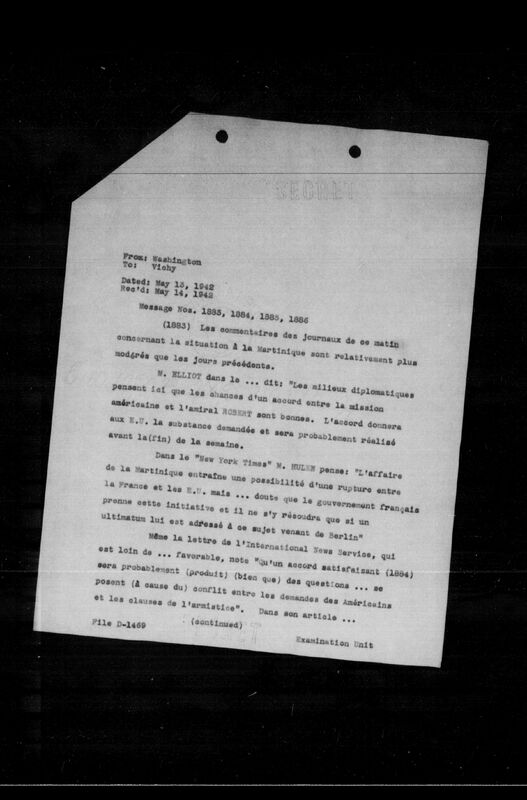 SECRET
From: Washington
To: Vichy
Dated: May 13, 1942
Rec'd: May 14, 1942
Message Nos. 1883, 1884, 1885, 1886
(1883) Les commentaires des journaux de ce matin
concernant la situation à la Martinique sont relativement plus
modérés que les jours précédents.
M. ELLIOT dans le ... dit: "Les milieux diplomatiques
pensent ici que les chances d'un accord entre la mission
américaine et l'amiral ROBERT sont bonnes. L'accord donnera
aux E.U. la substance demandée et sera probablement réalisé
avant la(fin) de la semaine.
Dans le "New York Times" M. HULEN pense: "L'affaire
de la Martinique entraîne une possibilité d'une rupture entre
la France et les E.U. mais ... doute que le gouvernement français
prenne cette initiative et il ne s'y résoudra que si un
ultimatum lui est adressé à ce sujet venant de Berlin"
Même la lettre de l'International News Service, qui
est loin de ... favorable, note "Qu'un accord satisfaisant (1884)
sera probablement (produit) (bien que) des questions ... se
posent (à cause du) conflit entre les demandes des Américains
et les clauses de l'armistice". Dans son article ...
File D-1469 (continued)
Examination Unit